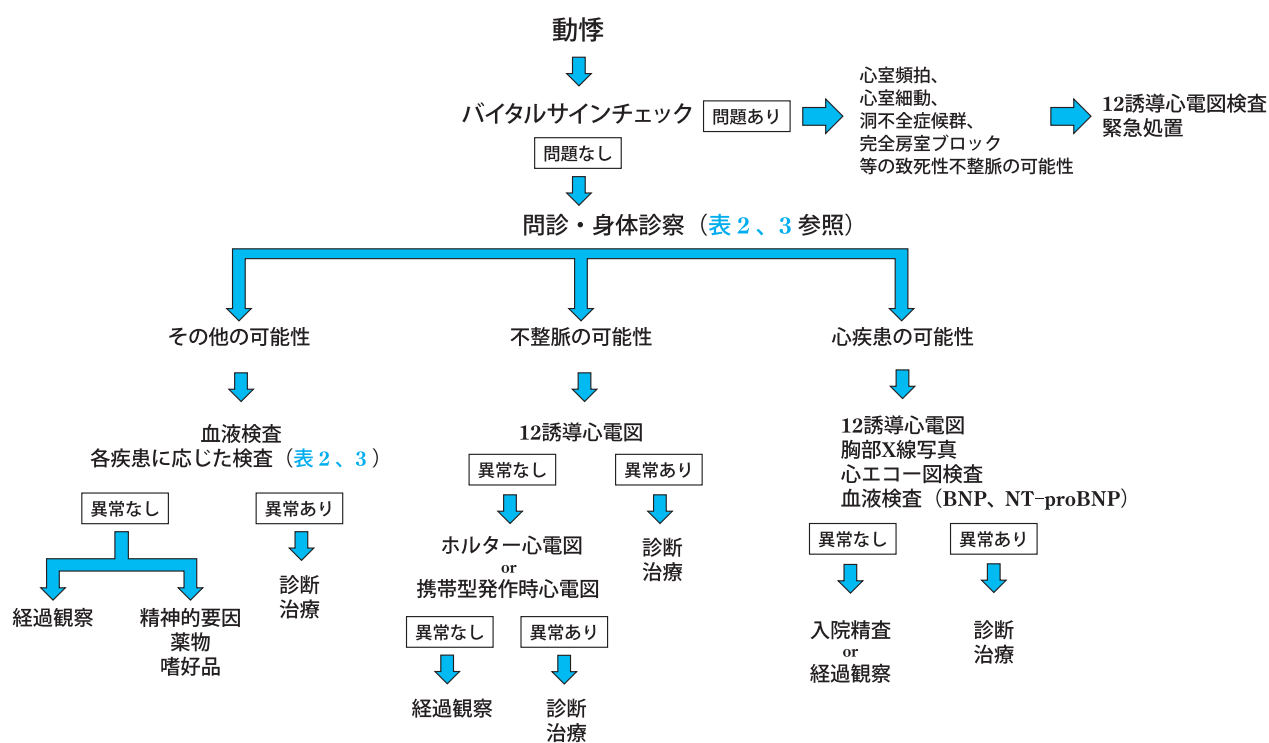 動悸
バイタルサインチェック
問題あり
心室頻拍、
心室細動、
洞不全症候群、
完全房室ブロック
等の致死性不整脈の可能性
12誘導心電図検査
緊急処置
問題なし
問診・身体診察（表2、3参照）
その他の可能性
血液検査
各疾患に応じた検査（表2、3）
異常なし
経過観察
精神的要因
薬物
嗜好品
異常あり
診断
治療
不整脈の可能性
12誘導心電図
異常なし
ホルター心電図
or
携帯型発作時心電図
異常なし
経過観察
異常あり
診断
治療
異常あり
診断
治療
心疾患の可能性
12誘導心電図
胸部X線写真
心エコー図検査
血液検査（BNP、NT-proBNP）
異常なし
入院精査
or
経過観察
異常あり
診断
治療